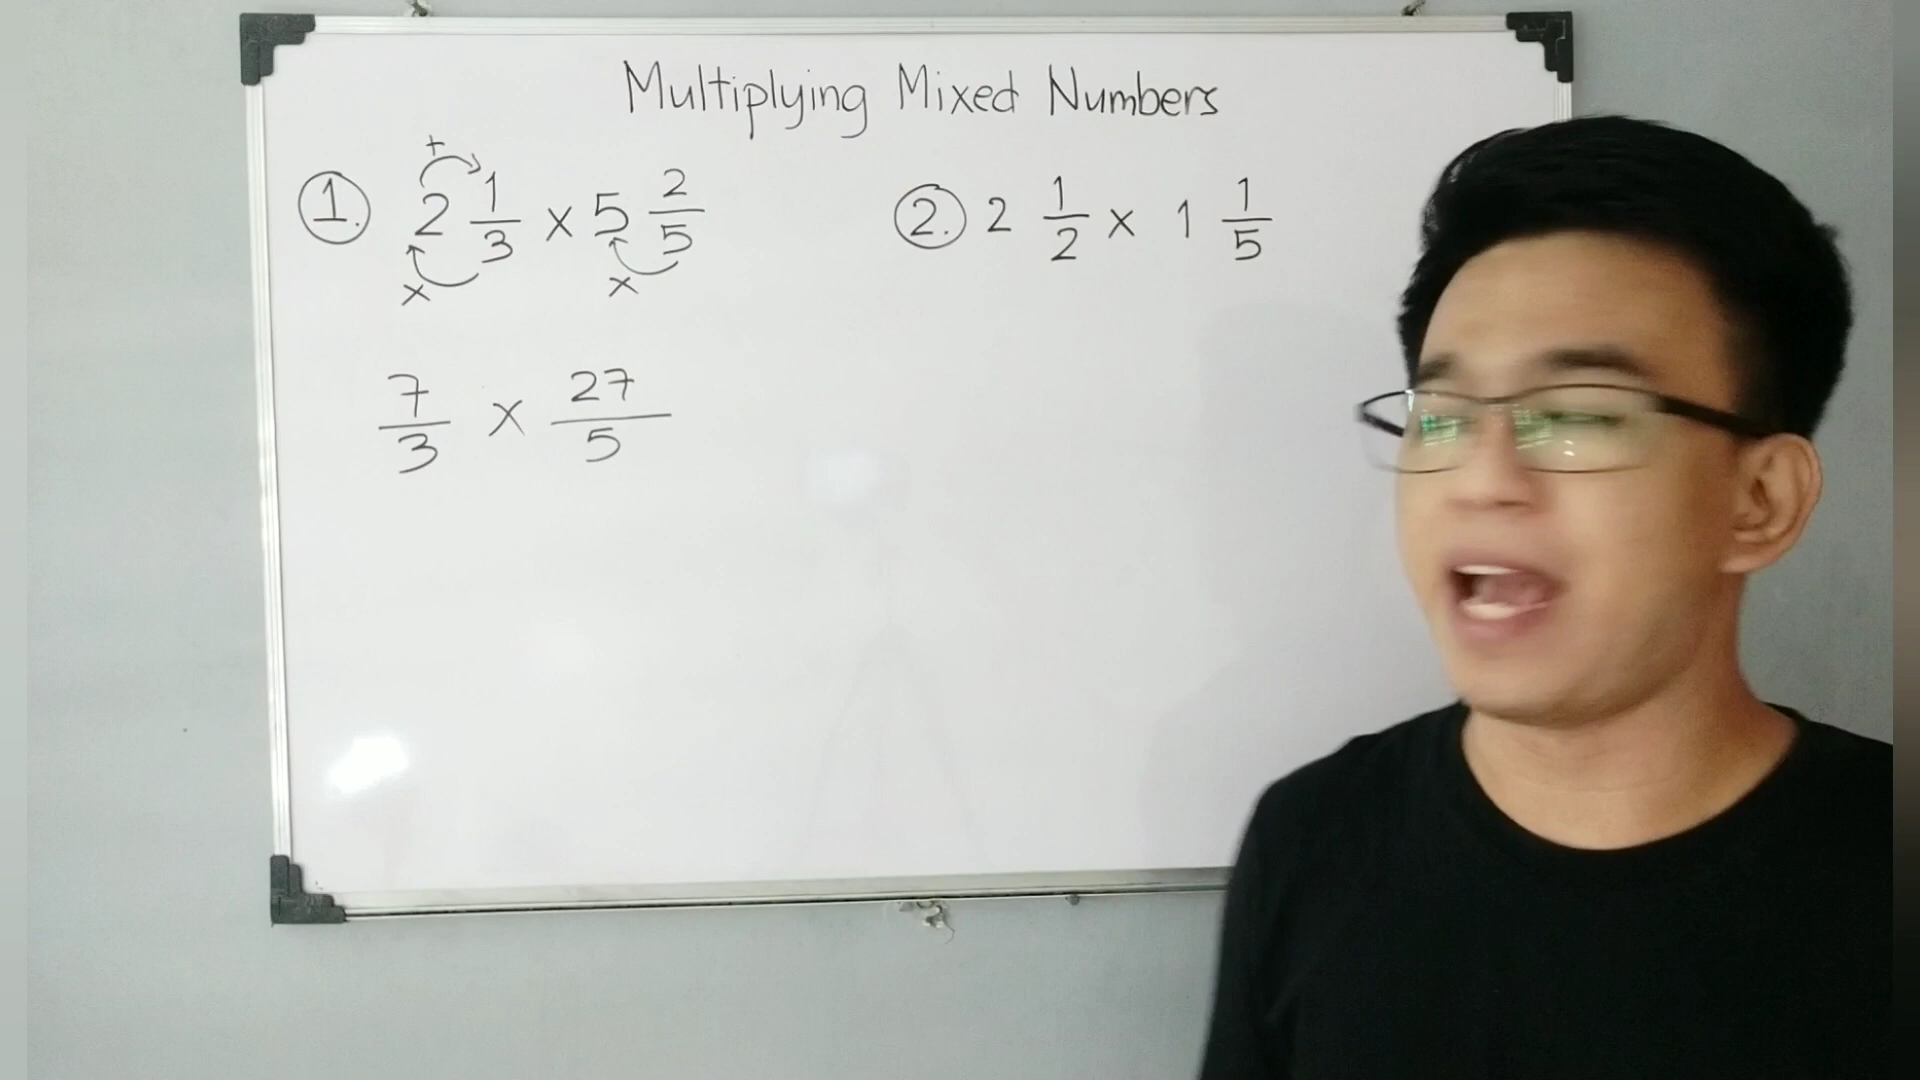 Multiplying Mixed Numbers
1. 2 1/3 x 5 2/5
+
x x
7/3 x 27/5
2. 2 1/2 x 1 1/5